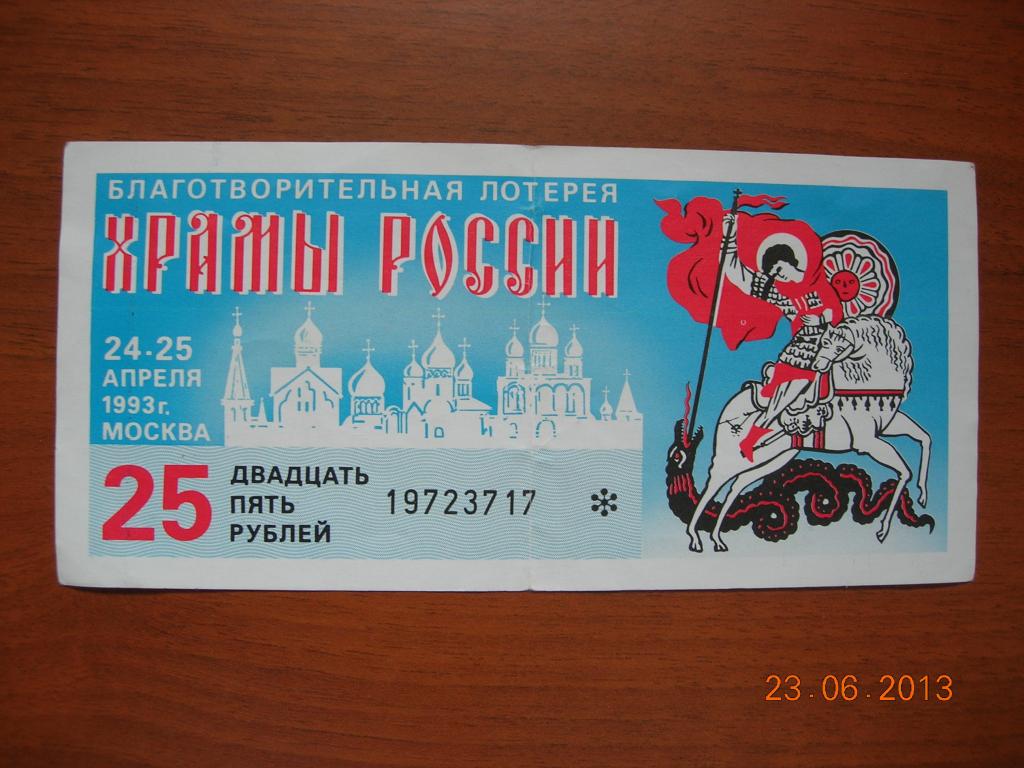 БЛАГОТВОРИТЕЛЬНАЯ ЛОТЕРЕЯ
ХРАМЫ РОССИИ
24-25
АПРЕЛЯ
1993г.
МОСКВА
25
ДВАДЦАТЬ
ПЯТЬ
РУБЛЕЙ
19723717 *
23.06.2013